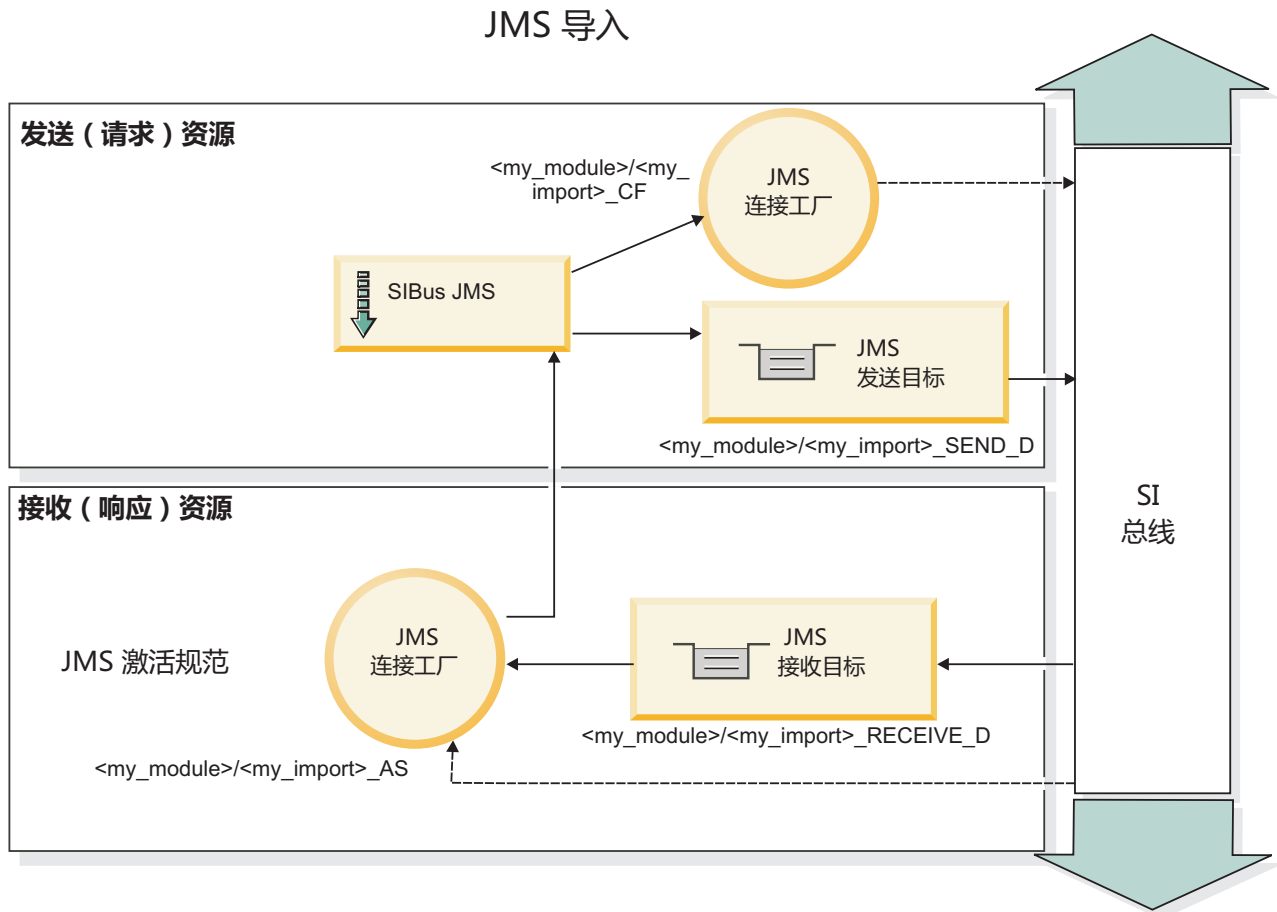 JMS 导入
发送（请求）资源
<my_module>/<my_
import>_CF
JMS
连接工厂
SIBus JMS
JMS
发送目标
<my_module>/<my_import>_SEND_D
SI
总线
接收（响应）资源
JMS 激活规范
JMS
连接工厂
JMS
接收目标
<my_module>/<my_import>_RECEIVE_D
<my_module>/<my_import>_AS